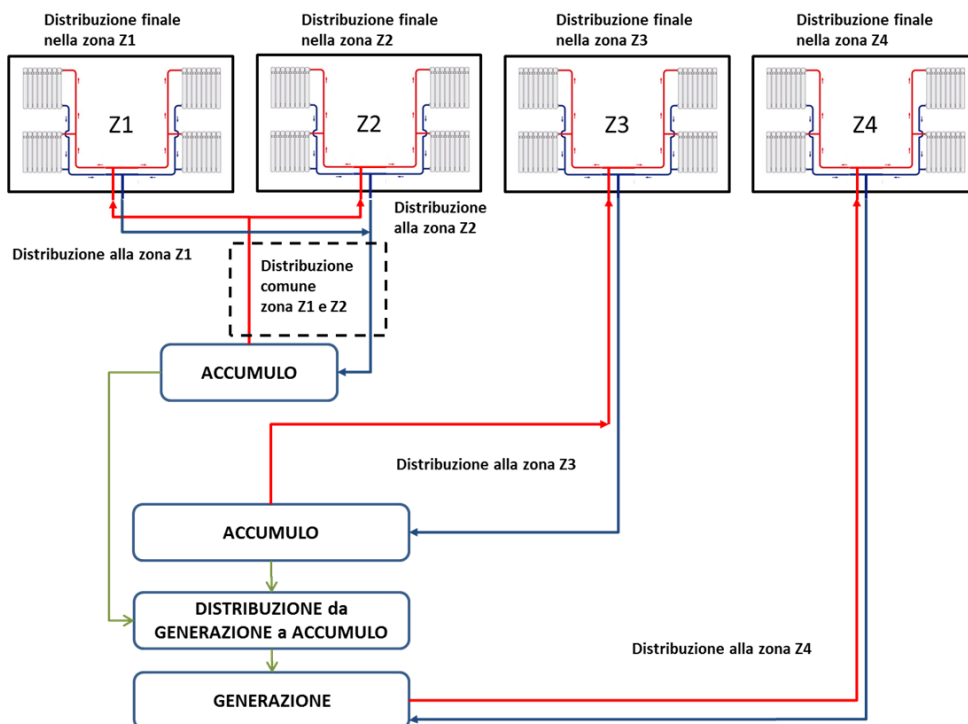 Distribuzione finale
nella zona Z1
Distribuzione finale
nella zona Z2
Distribuzione finale
nella zona Z3
Distribuzione finale
nella zona Z4
Z1
Z2
Z3
Z4
Distribuzione alla zona Z1
Distribuzione
alla zona Z2
Distribuzione
comune
zona Z1 e Z2
ACCUMULO
Distribuzione alla zona Z3
ACCUMULO
DISTRIBUZIONE da
GENERAZIONE a ACCUMULO
Distribuzione alla zona Z4
GENERAZIONE